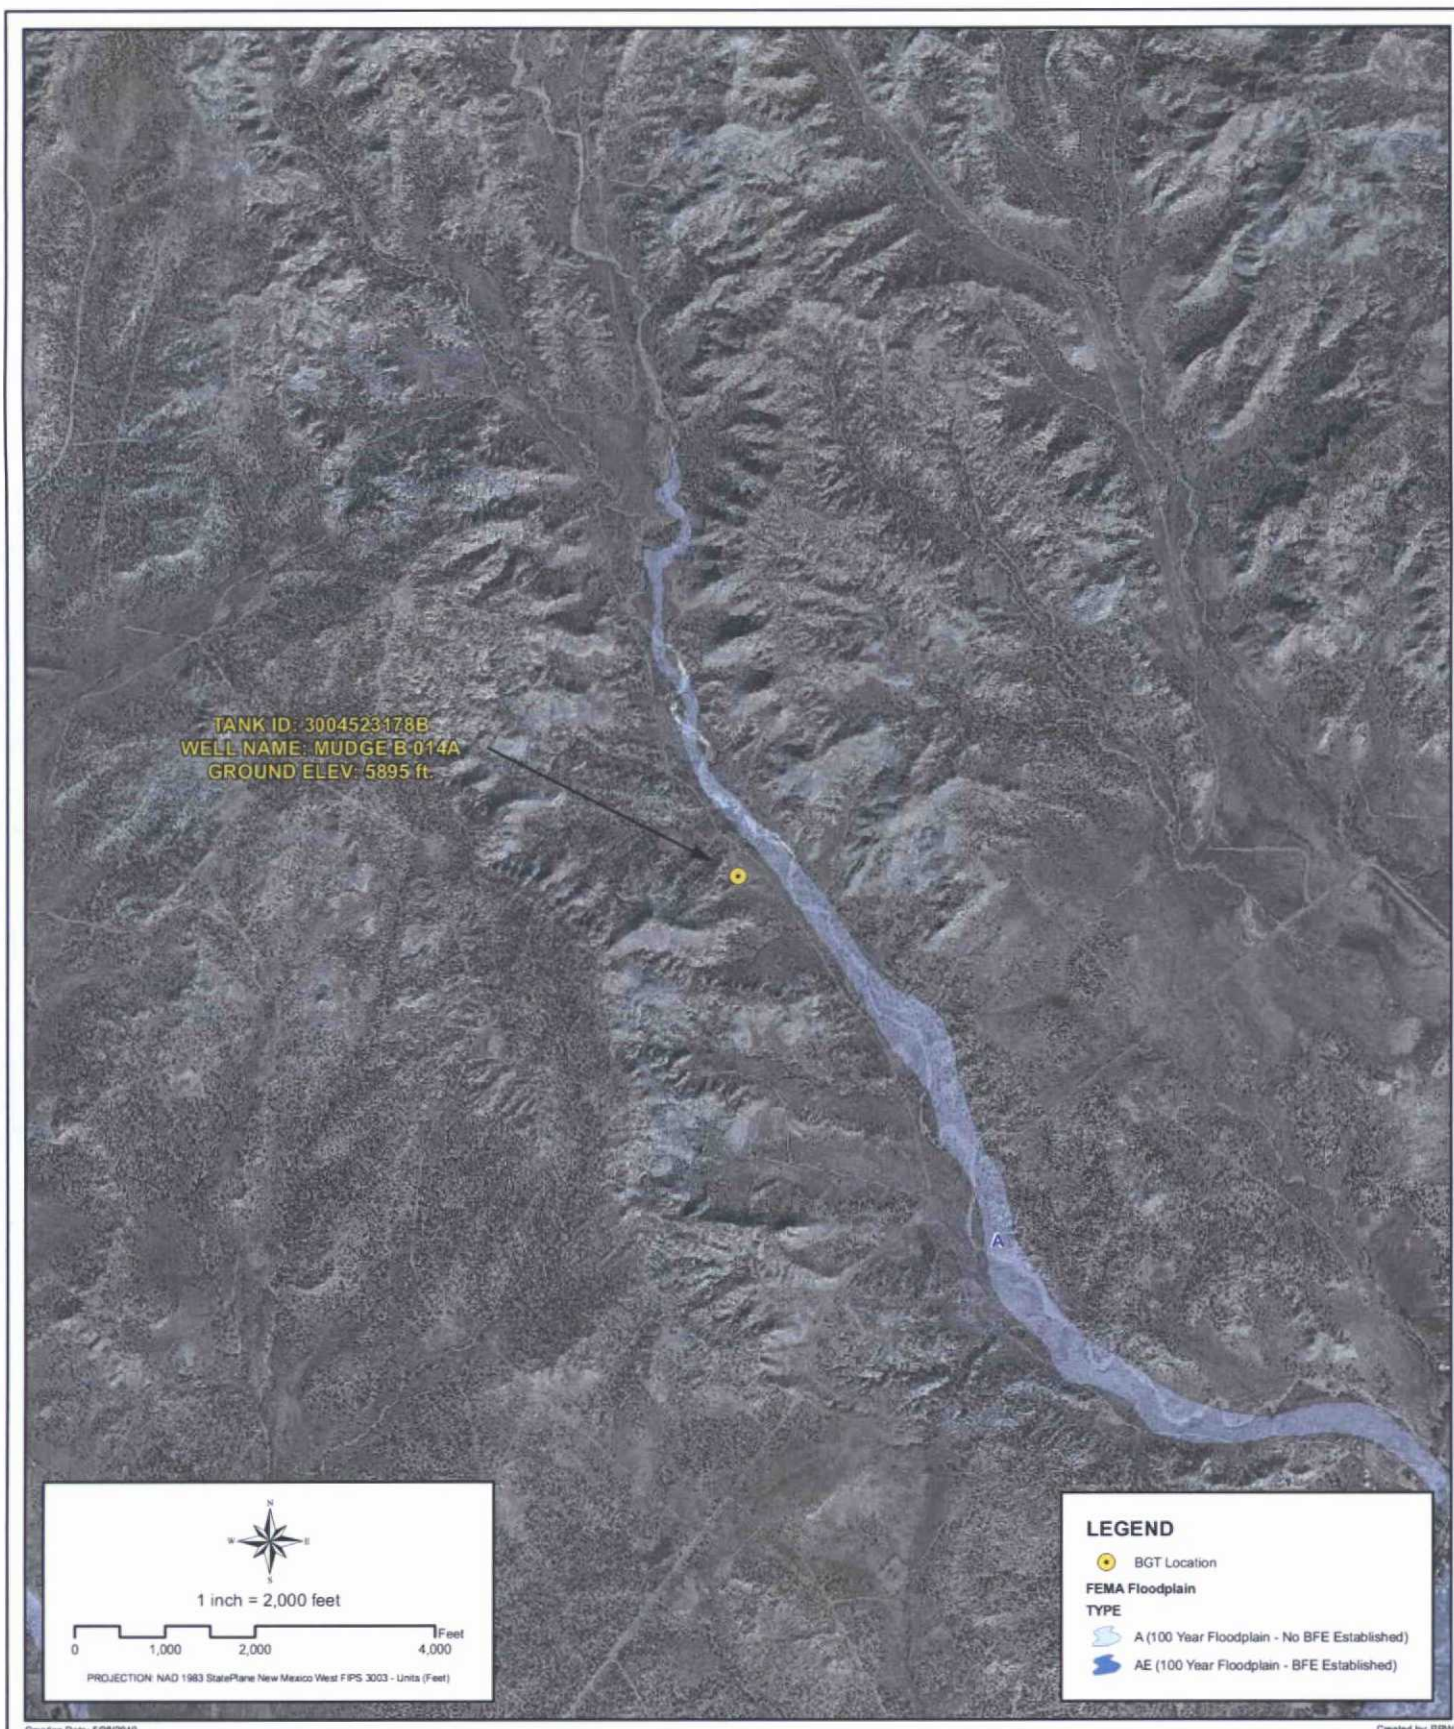 TANK ID: 3004523178B
WELL NAME: MUDGE B 014A
GROUND ELEV: 5895 ft.
A
N
W E
S
1 inch = 2,000 feet
Feet
0 1,000 2,000 4,000
PROJECTION: NAD 1983 StatePlane New Mexico West FIPS 3003 - Units (Feet)
LEGEND
BGT Location
FEMA Floodplain
TYPE
A (100 Year Floodplain - No BFE Established)
AE (100 Year Floodplain - BFE Established)
Created by: